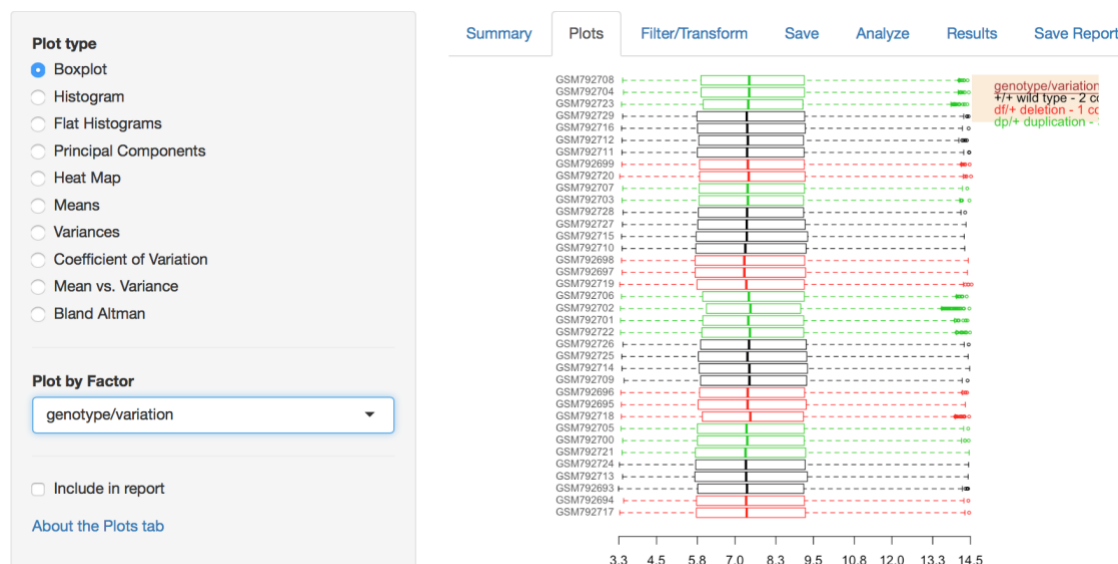 Plot type
Boxplot
Histogram
Flat Histograms
Principal Components
Heat Map
Means
Variances
Coefficient of Variation
Mean vs. Variance
Bland Altman
Plot by Factor
genotype/variation
Include in report
About the Plots tab
Summary Plots Filter/Transform Save Analyze Results Save Report
GSM792708
GSM792704
GSM792723
GSM792729
GSM792716
GSM792712
GSM792711
GSM792699
GSM792720
GSM792707
GSM792703
GSM792728
GSM792727
GSM792715
GSM792710
GSM792698
GSM792697
GSM792719
GSM792706
GSM792702
GSM792701
GSM792722
GSM792726
GSM792725
GSM792714
GSM792709
GSM792696
GSM792695
GSM792718
GSM792705
GSM792700
GSM792721
GSM792724
GSM792713
GSM792693
GSM792694
GSM792717
genotype/variation
+/+ wild type - 2 co
df/+ deletion - 1 co
dp/+ duplication -
3.3 4.5 5.8 7.0 8.3 9.5 10.8 12.0 13.3 14.5